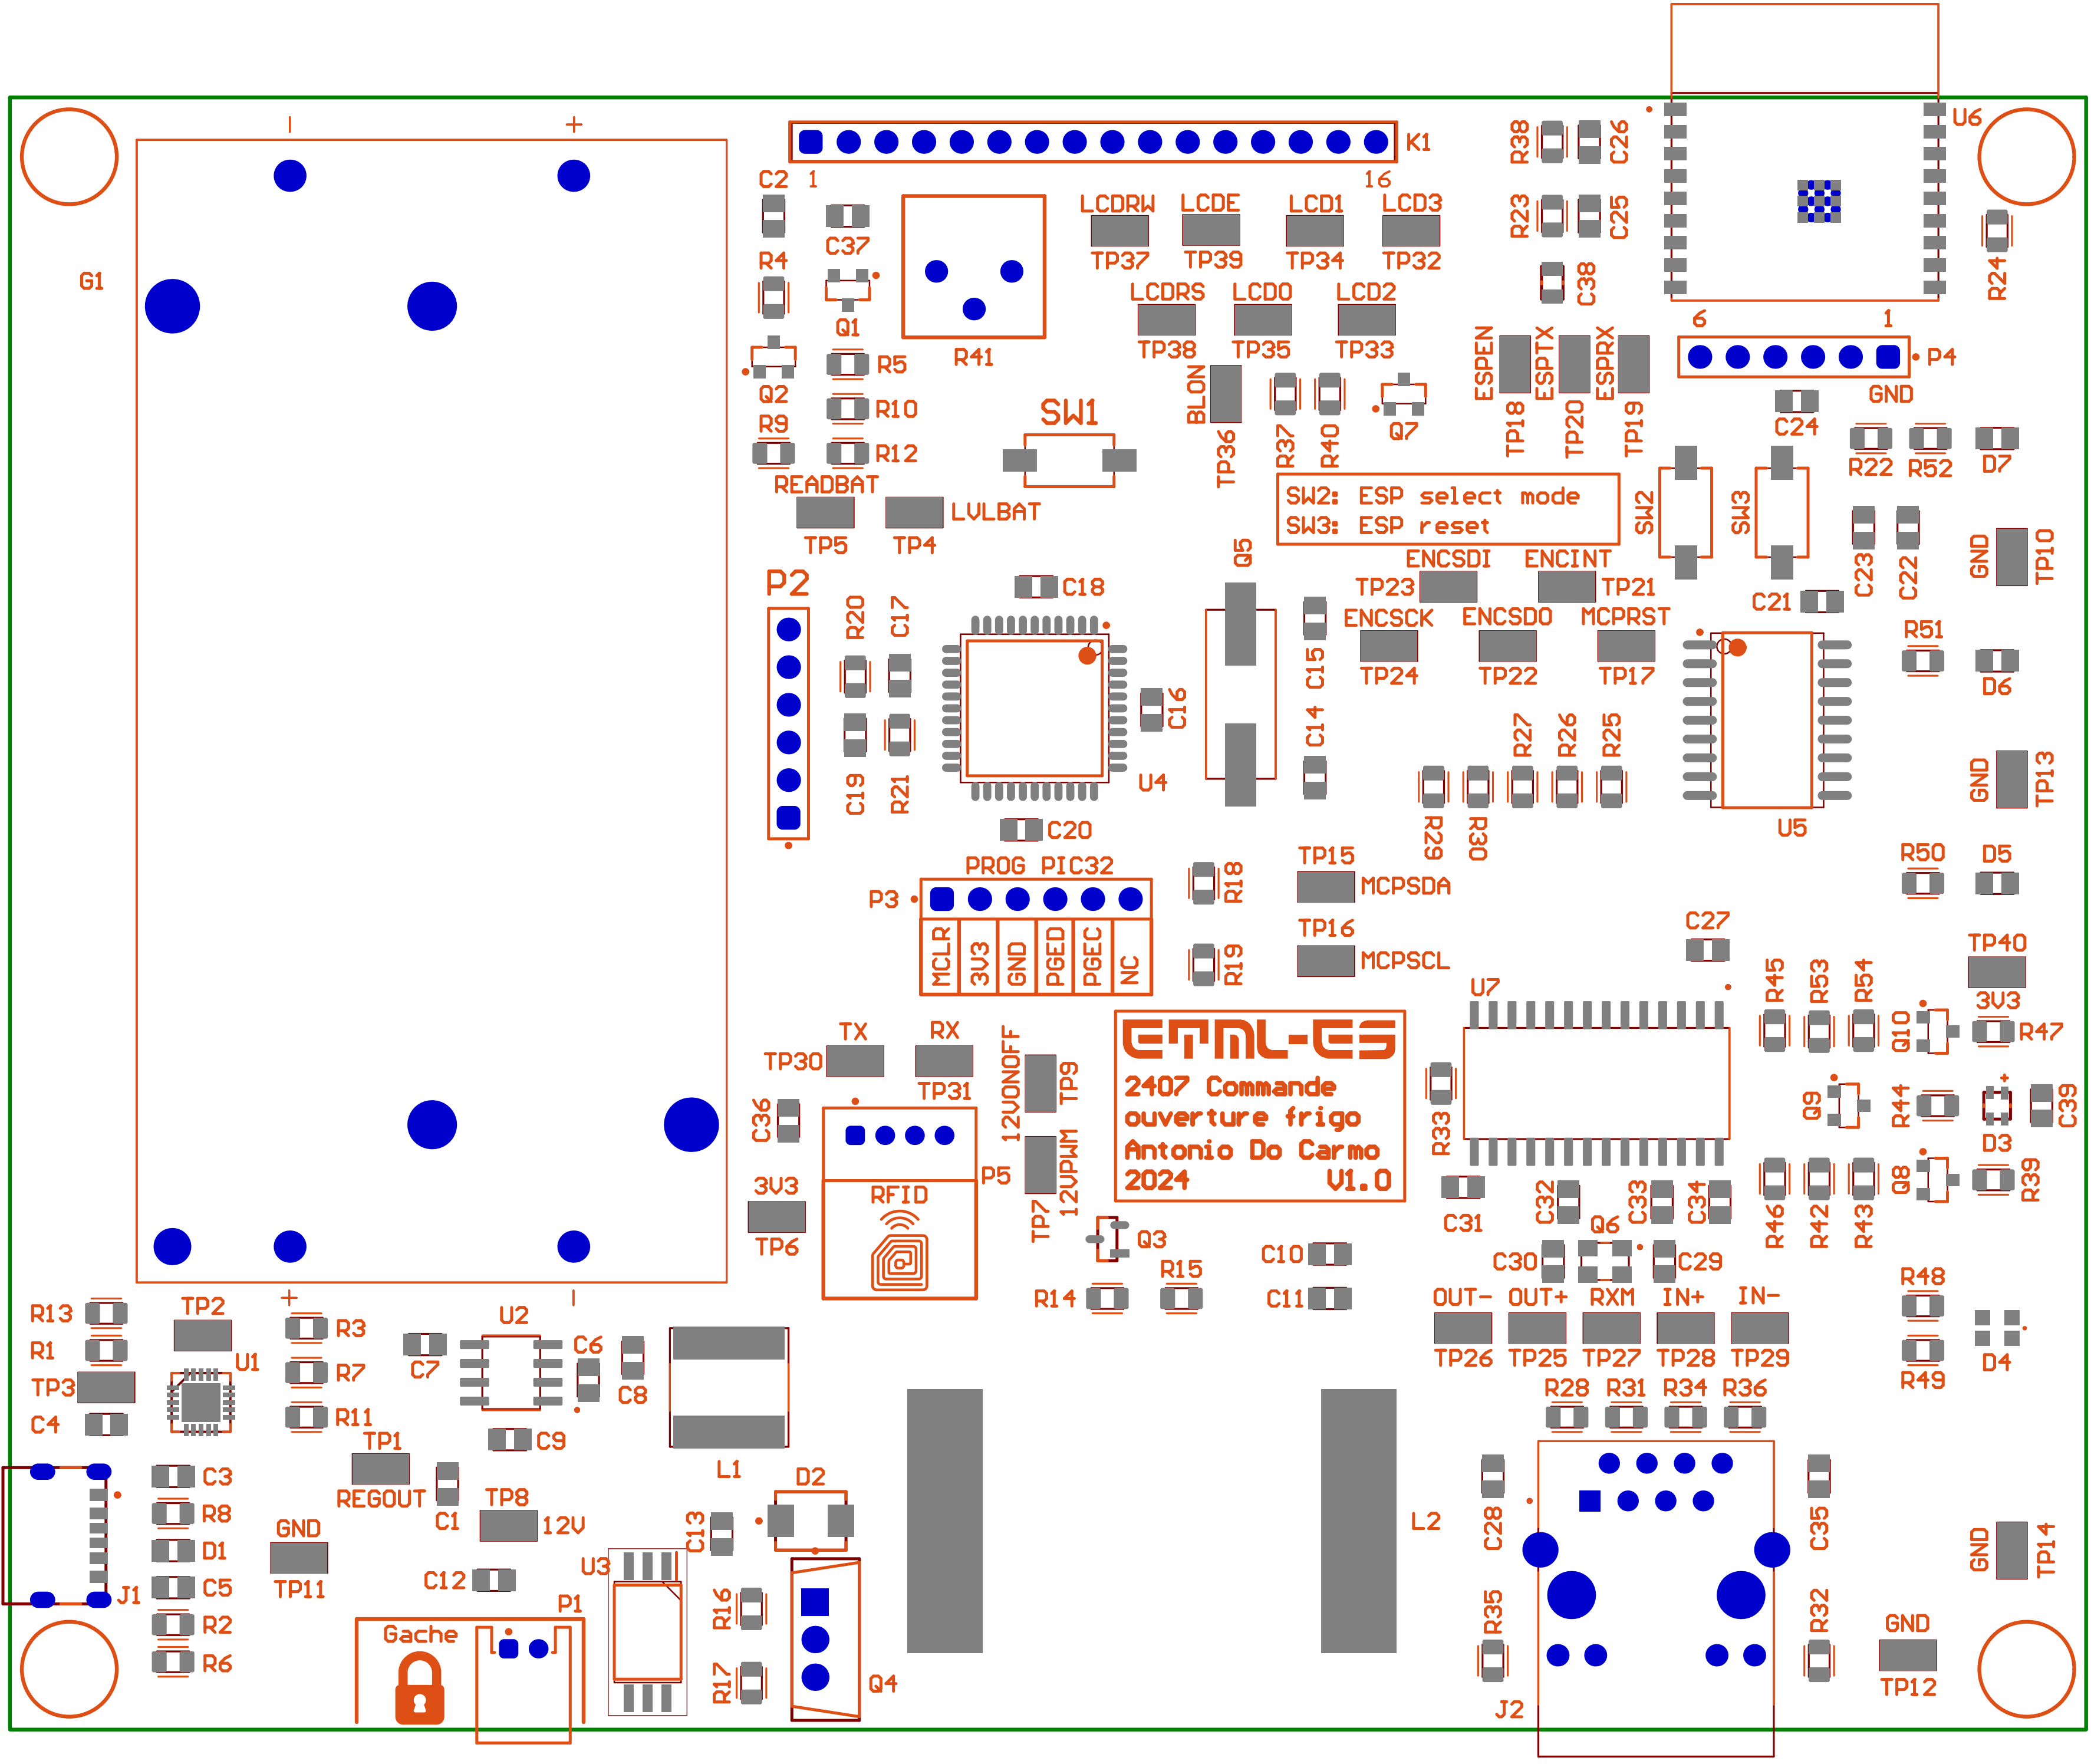 U6
K1
R38
C26
C2
1
16
R23
C25
LCDRW
LCDE
LCD1
LCD3
C37
TP37
TP39
TP34
TP32
R4
G1
C38
R24
LCDRS
LCD0
LCD2
Q1
TP38
TP35
TP33
R41
6
1
ESPEN
ESPTX
ESPRX
P4
R5
Q2
GND
BLON
R10
SW1
C24
R9
R12
R37
R40
Q7
TP18
TP20
TP19
TP36
R22
R52
D7
READBAT
LVLBAT
TP5
TP4
SW2: ESP select mode
SW3: ESP reset
SW2
SW3
C23
C22
GND
TP10
Q5
ENCSDI
ENCINT
P2
C18
TP23
TP21
C21
R20
C17
ENCSCK
ENCSDO
MCPRST
R51
C15
TP24
TP22
TP17
D6
C16
C14
R27
R26
R25
C19
R21
U4
GND
TP13
C20
R29
R30
U5
PROG PIC32
TP15
R50
D5
P3
R18
MCPSDA
C27
TP16
MCLR
3V3
GND
PGED
PGEC
NC
R19
MCPSCL
TP40
U7
R45
R53
R54
3V3
TX
RX
12VONOFF
TP9
ETML-ES
Q10
R47
TP30
TP31
2407 Commande
ouverture frigo
Antonio Do Carmo
2024 V1.0
C36
R33
Q9
R44
D3
C39
P5
12VPWM
TP7
3V3
RFID
TP6
C32
C33
C34
R46
R42
R43
Q8
R39
C31
Q6
Q3
C10
C30
C29
R15
R14
C11
OUT-
OUT+
RXM
IN+
IN-
R48
R13
TP2
U2
R3
TP26
TP25
TP27
TP28
TP29
D4
R1
U1
C7
C6
R7
C8
R49
TP3
R28
R31
R34
R36
C4
R11
TP1
C9
L1
D2
C3
REGOUT
TP8
R8
C1
12V
C13
C28
L2
C35
GND
D1
U3
GND
TP14
TP11
C12
C5
J1
P1
R16
R35
R32
R2
Gache
GND
R6
R17
Q4
TP12
J2